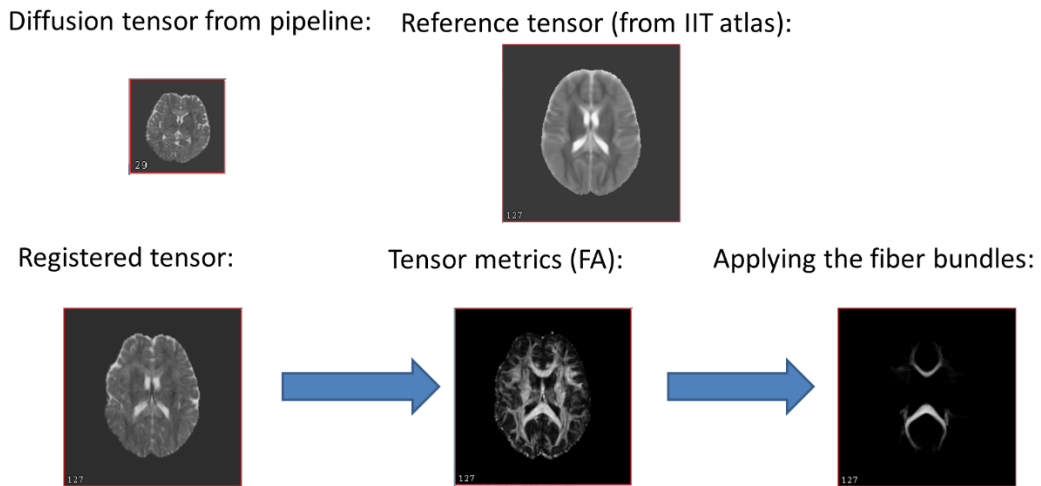 Diffusion tensor from pipeline:
Reference tensor (from IIT atlas):
29
127
Registered tensor:
Tensor metrics (FA):
Applying the fiber bundles:
127
127
127